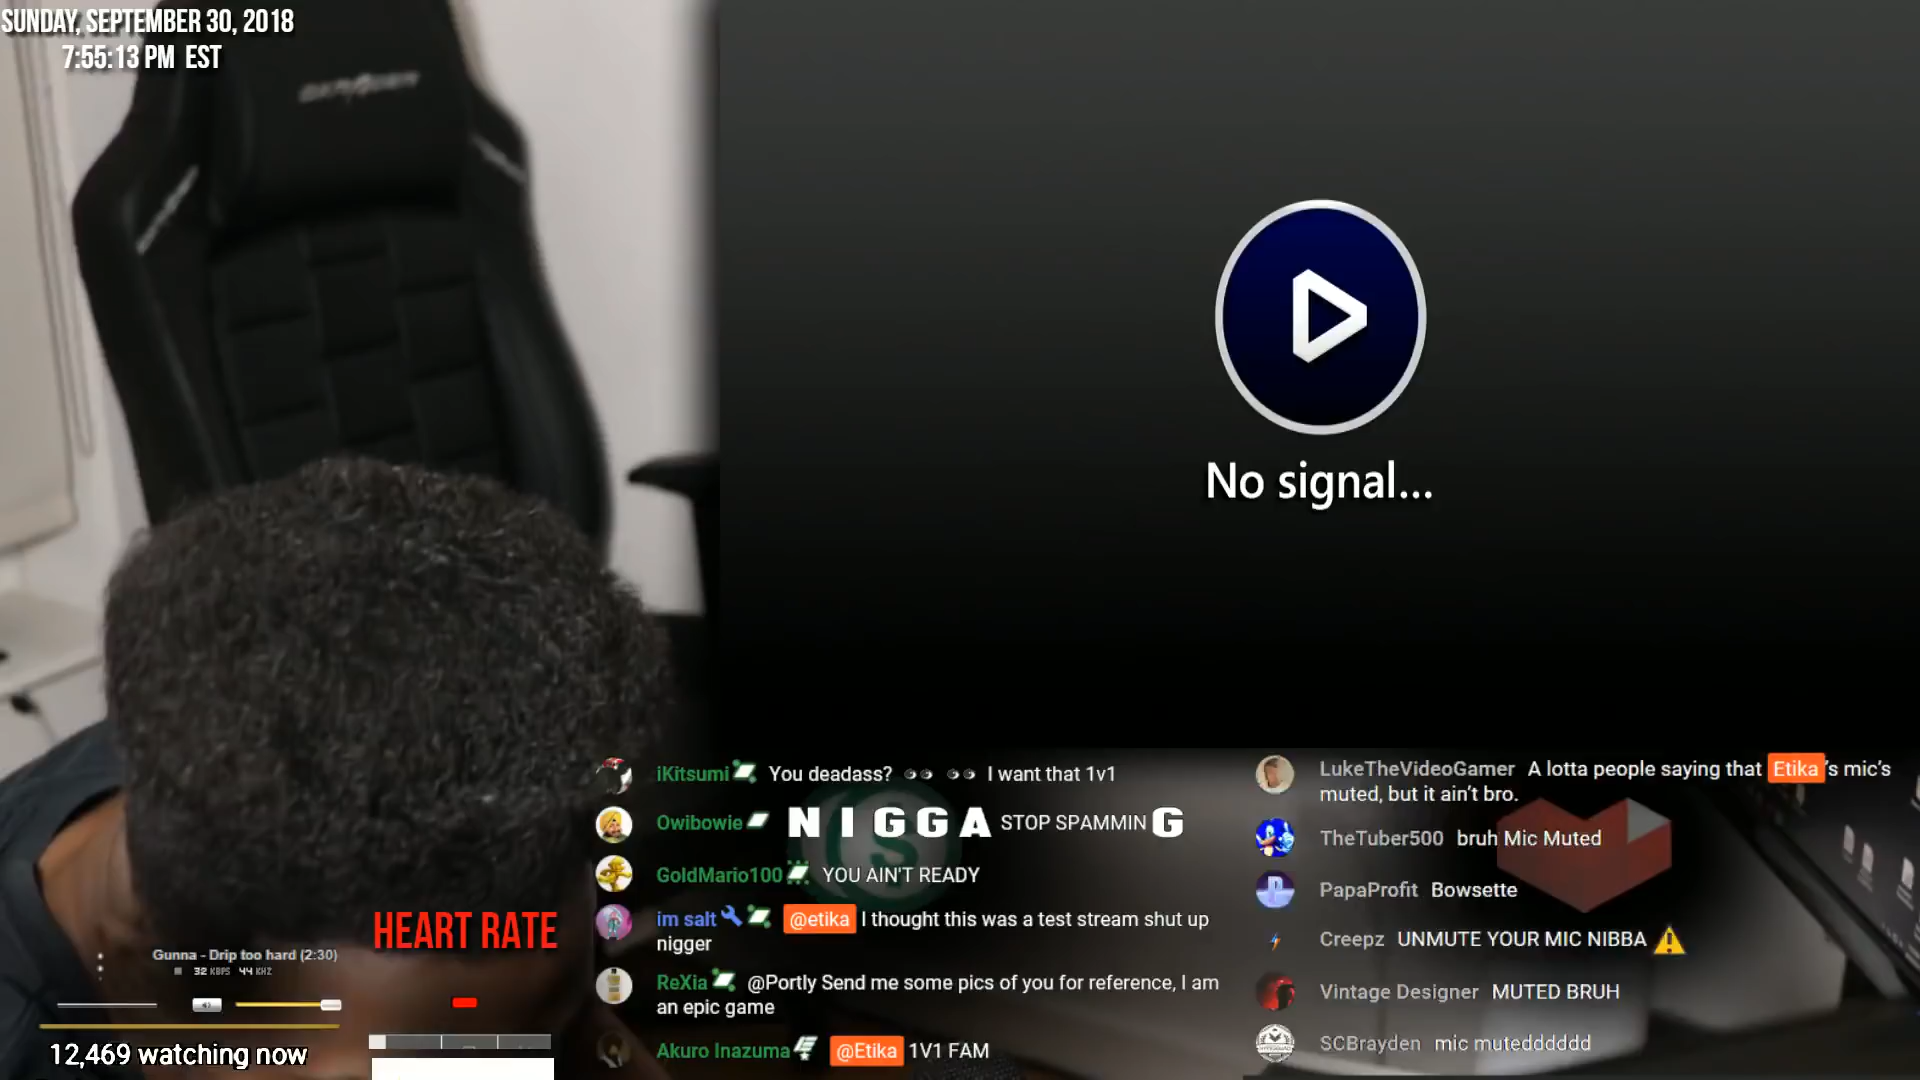 SUNDAY, SEPTEMBER 30, 2018
7:55:13 PM EST
No signal...
iKitsumi You deadass? I want that 1v1
Owibowie N I G G A STOP SPAMMIN G
GoldMario100 YOU AIN'T READY
im salt @etika I thought this was a test stream shut up
nigger
ReXia @Portly Send me some pics of you for reference, I am
an epic game
Akuro Inazuma @Etika 1V1 FAM
LukeTheVideoGamer A lotta people saying that Etika's mic's
muted, but it ain't bro.
TheTuber500 bruh Mic Muted
PapaProfit Bowsette
Creepz UNMUTE YOUR MIC NIBBA
Vintage Designer MUTED BRUH
SCBrayden mic mutedddddd
HEART RATE
Gunna - Drip too hard (2:30)
32 KBPS 44 KHZ
12,469 watching now